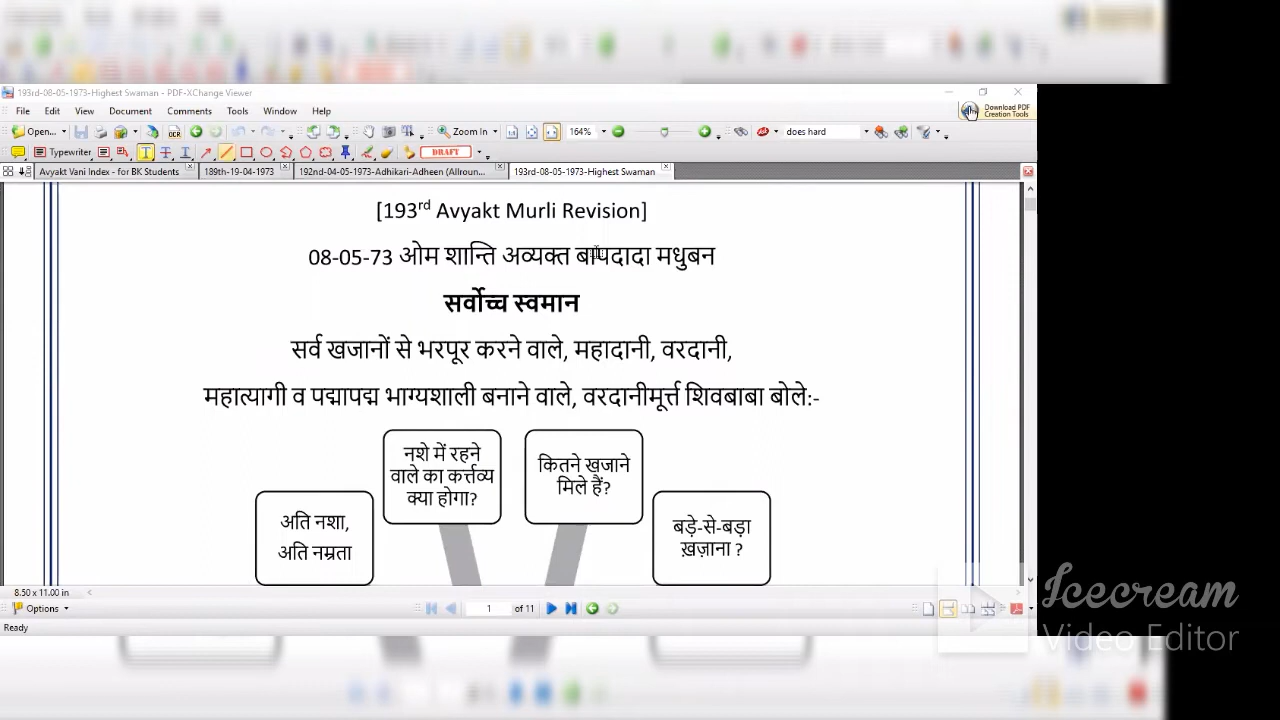 193rd-08-05-1973-Highest Swaman - PDF-XChange Viewer
File Edit View Document Comments Tools Window Help
Download PDF
Creation Tools
Open... OCR Zoom In 164% does hard
Typewriter DRAFT
Avyakt Vani Index - for BK Students 189th-19-04-1973 192nd-04-05-1973-Adhikari-Adheen (Allroun... 193rd-08-05-1973-Highest Swaman
[193rd Avyakt Murli Revision]
08-05-73 ओम शान्ति अव्यक्त बापदादा मधुबन
सर्वोच्च स्वमान
सर्व खजानों से भरपूर करने वाले, महादानी, वरदानी,
महात्यागी व पद्मापद्म भाग्यशाली बनाने वाले, वरदानीमूर्त्त शिवबाबा बोले:-
नशे में रहने
वाले का कर्त्तव्य
क्या होगा?
कितने खजाने
मिले हैं?
अति नशा,
अति नम्रता
बड़े-से-बड़ा
ख़ज़ाना ?
8.50 x 11.00 in
Options 1 of 11
Ready
Icecream
Video Editor